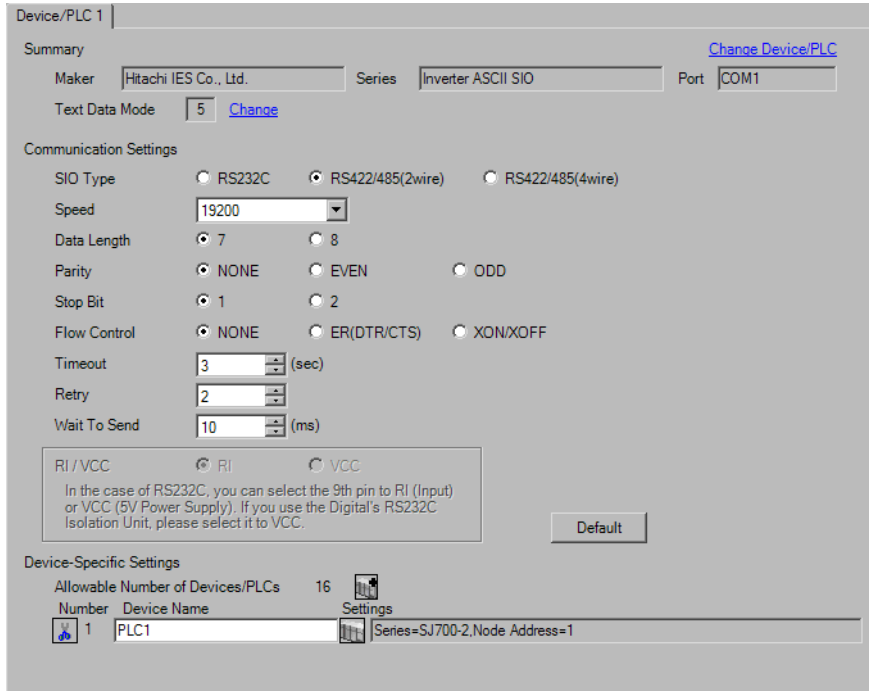 Device/PLC 1
Summary Change Device/PLC
Maker Hitachi IES Co., Ltd. Series Inverter ASCII SIO Port COM1
Text Data Mode 5 Change
Communication Settings
SIO Type RS232C RS422/485(2wire) RS422/485(4wire)
Speed 19200
Data Length 7 8
Parity NONE EVEN ODD
Stop Bit 1 2
Flow Control NONE ER(DTR/CTS) XON/XOFF
Timeout 3 (sec)
Retry 2
Wait To Send 10 (ms)
RI / VCC RI VCC
In the case of RS232C, you can select the 9th pin to RI (Input)
or VCC (5V Power Supply). If you use the Digital's RS232C
Isolation Unit, please select it to VCC.
Default
Device-Specific Settings
Allowable Number of Devices/PLCs 16
Number Device Name Settings
1 PLC1 Series=SJ700-2,Node Address=1